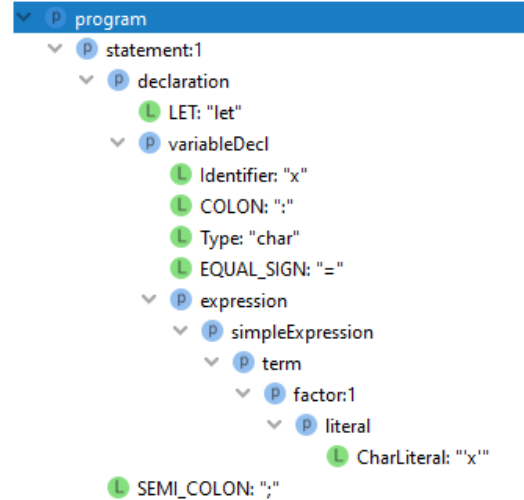 p program
p statement:1
p declaration
L LET: "let"
p variableDecl
L Identifier: "x"
L COLON: ":"
L Type: "char"
L EQUAL_SIGN: "="
p expression
p simpleExpression
p term
p factor:1
p literal
L CharLiteral: "'x'"
L SEMI_COLON: ";"